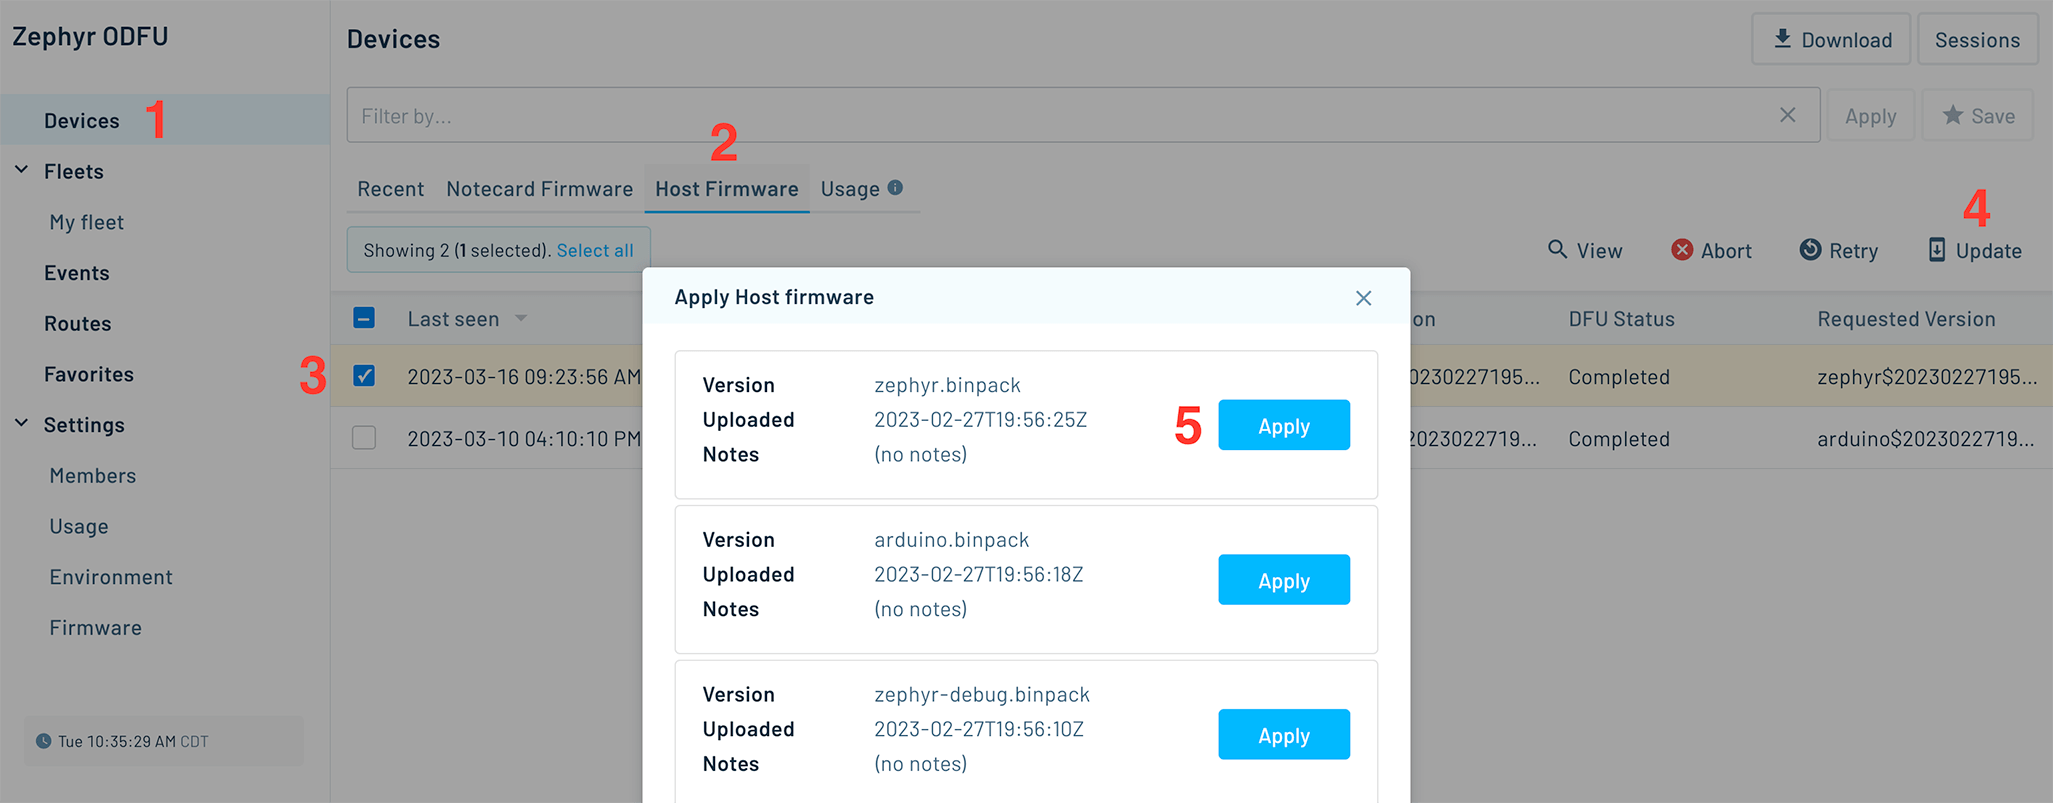 Zephyr ODFU
Devices 1
Fleets
My fleet
Events
Routes
Favorites
Settings
Members
Usage
Environment
Firmware
Tue 10:35:29 AM CDT
Devices
Download
Sessions
Filter by...
Apply
Save
2
Recent
Notecard Firmware
Host Firmware
Usage
4
Showing 2 (1 selected). Select all
View
Abort
Retry
Update
Last seen
on
DFU Status
Requested Version
3
2023-03-16 09:23:56 AM
0230227195...
Completed
zephyr$20230227195...
2023-03-10 04:10:10 PM
2023022719...
Completed
arduino$2023022719...
Apply Host firmware
Version zephyr.binpack
Uploaded 2023-02-27T19:56:25Z
Notes (no notes)
5
Apply
Version arduino.binpack
Uploaded 2023-02-27T19:56:18Z
Notes (no notes)
Apply
Version zephyr-debug.binpack
Uploaded 2023-02-27T19:56:10Z
Notes (no notes)
Apply